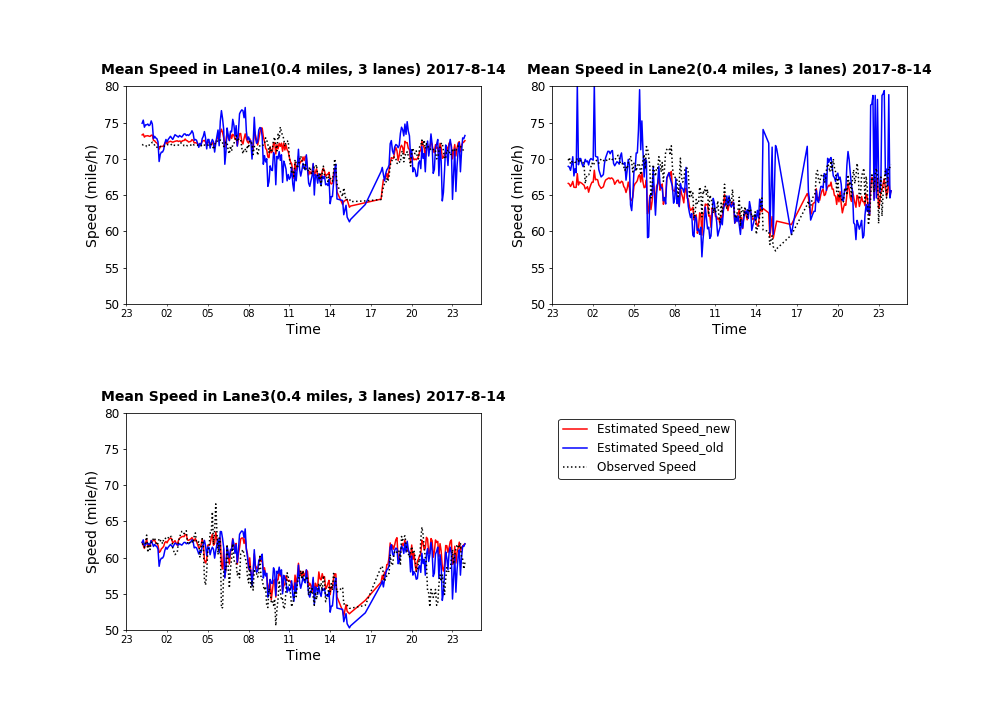 Mean Speed in Lane1(0.4 miles, 3 lanes) 2017-8-14
80
75
70
65
60
55
50
Speed (mile/h)
23 02 05 08 11 14 17 20 23
Time
Mean Speed in Lane2(0.4 miles, 3 lanes) 2017-8-14
80
75
70
65
60
55
50
Speed (mile/h)
23 02 05 08 11 14 17 20 23
Time
Mean Speed in Lane3(0.4 miles, 3 lanes) 2017-8-14
80
75
70
65
60
55
50
Speed (mile/h)
23 02 05 08 11 14 17 20 23
Time
Estimated Speed_new
Estimated Speed_old
Observed Speed